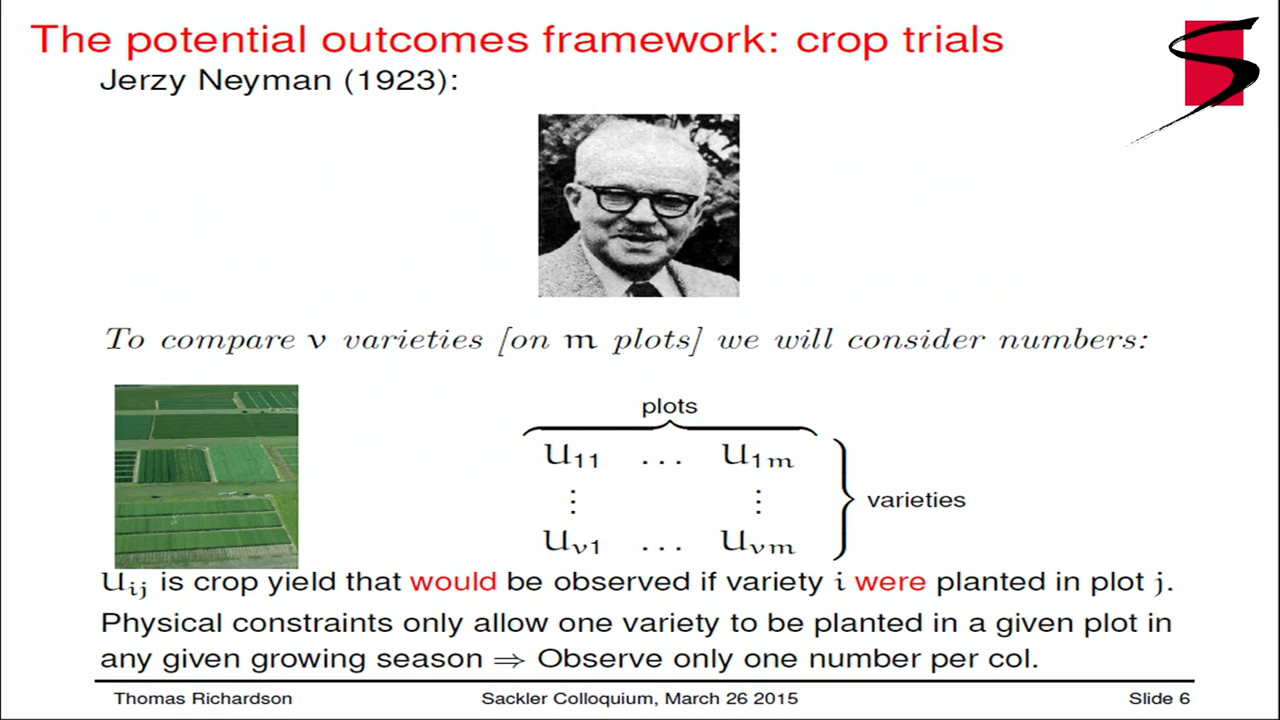 The potential outcomes framework: crop trials
Jerzy Neyman (1923):
To compare v varieties [on m plots] we will consider numbers:
plots
U11 ... U1m
⋮ ⋮
varieties
Uv1 ... Uvm
Uij is crop yield that would be observed if variety i were planted in plot j.
Physical constraints only allow one variety to be planted in a given plot in
any given growing season ⇒ Observe only one number per col.
Thomas Richardson Sackler Colloquium, March 26 2015 Slide 6